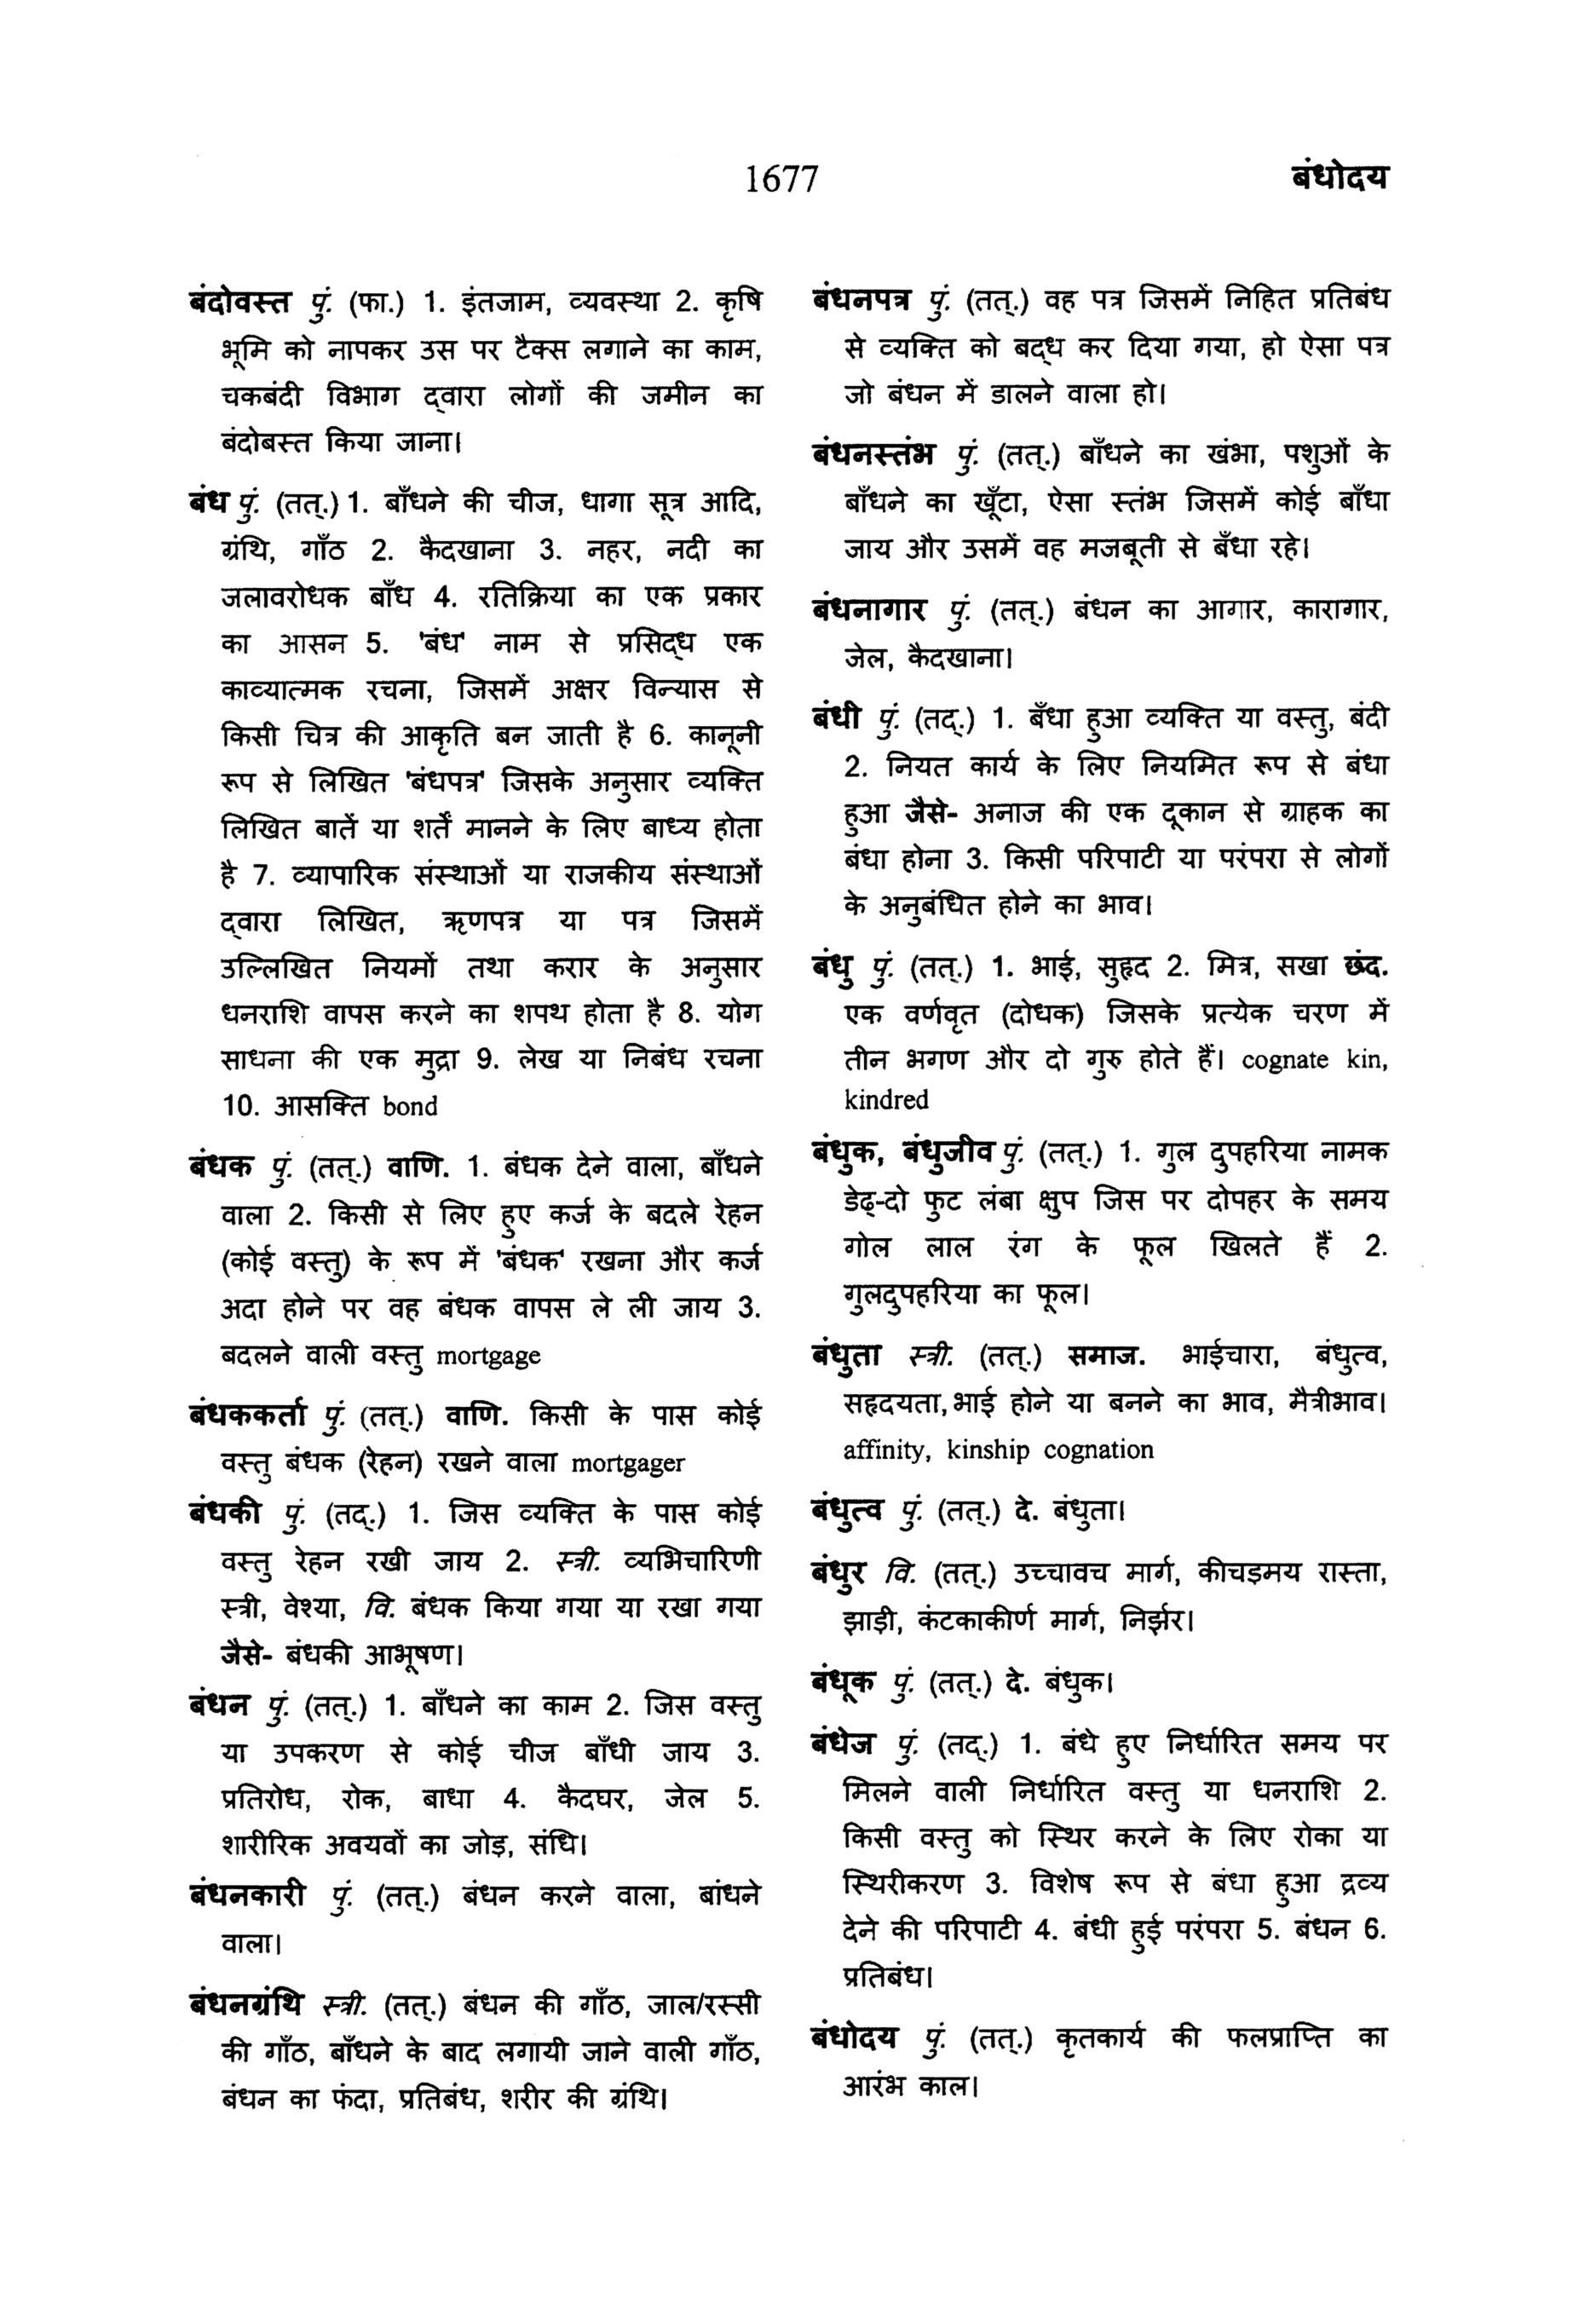 1677
बंधोदय
बंदोवस्त पुं. (फा.) 1. इंतजाम, व्यवस्था 2. कृषि
भूमि को नापकर उस पर टैक्स लगाने का काम,
चकबंदी विभाग द्वारा लोगों की जमीन का
बंदोबस्त किया जाना।
बंध पुं. (तत्.) 1. बाँधने की चीज, धागा सूत्र आदि,
ग्रंथि, गाँठ 2. कैदखाना 3. नहर, नदी का
जलावरोधक बाँध 4. रतिक्रिया का एक प्रकार
का आसन 5. 'बंध' नाम से प्रसिद्ध एक
काव्यात्मक रचना, जिसमें अक्षर विन्यास से
किसी चित्र की आकृति बन जाती है 6. कानूनी
रूप से लिखित 'बंधपत्र' जिसके अनुसार व्यक्ति
लिखित बातें या शर्तें मानने के लिए बाध्य होता
है 7. व्यापारिक संस्थाओं या राजकीय संस्थाओं
द्वारा लिखित, ऋणपत्र या पत्र जिसमें
उल्लिखित नियमों तथा करार के अनुसार
धनराशि वापस करने का शपथ होता है 8. योग
साधना की एक मुद्रा 9. लेख या निबंध रचना
10. आसक्ति bond
बंधक पुं. (तत्.) वाणि. 1. बंधक देने वाला, बाँधने
वाला 2. किसी से लिए हुए कर्ज के बदले रेहन
(कोई वस्तु) के रूप में 'बंधक' रखना और कर्ज
अदा होने पर वह बंधक वापस ले ली जाय 3.
बदलने वाली वस्तु mortgage
बंधककर्ता पुं. (तत्.) वाणि. किसी के पास कोई
वस्तु बंधक (रेहन) रखने वाला mortgager
बंधकी पुं. (तद्.) 1. जिस व्यक्ति के पास कोई
वस्तु रेहन रखी जाय 2. स्त्री. व्यभिचारिणी
स्त्री, वेश्या, वि. बंधक किया गया या रखा गया
जैसे- बंधकी आभूषण।
बंधन पुं. (तत्.) 1. बाँधने का काम 2. जिस वस्तु
या उपकरण से कोई चीज बाँधी जाय 3.
प्रतिरोध, रोक, बाधा 4. कैदघर, जेल 5.
शारीरिक अवयवों का जोड़, संधि।
बंधनकारी पुं. (तत्.) बंधन करने वाला, बांधने
वाला।
बंधनग्रंथि स्त्री. (तत्.) बंधन की गाँठ, जाल/रस्सी
की गाँठ, बाँधने के बाद लगायी जाने वाली गाँठ,
बंधन का फंदा, प्रतिबंध, शरीर की ग्रंथि।
बंधनपत्र पुं. (तत्.) वह पत्र जिसमें निहित प्रतिबंध
से व्यक्ति को बद्ध कर दिया गया, हो ऐसा पत्र
जो बंधन में डालने वाला हो।
बंधनस्तंभ पुं. (तत्.) बाँधने का खंभा, पशुओं के
बाँधने का खूँटा, ऐसा स्तंभ जिसमें कोई बाँधा
जाय और उसमें वह मजबूती से बँधा रहे।
बंधनागार पुं. (तत्.) बंधन का आगार, कारागार,
जेल, कैदखाना।
बंधी पुं. (तद्.) 1. बँधा हुआ व्यक्ति या वस्तु, बंदी
2. नियत कार्य के लिए नियमित रूप से बंधा
हुआ जैसे- अनाज की एक दूकान से ग्राहक का
बंधा होना 3. किसी परिपाटी या परंपरा से लोगों
के अनुबंधित होने का भाव।
बंधु पुं. (तत्.) 1. भाई, सुहृद 2. मित्र, सखा छंद.
एक वर्णवृत (दोधक) जिसके प्रत्येक चरण में
तीन भगण और दो गुरु होते हैं। cognate kin,
kindred
बंधुक, बंधुजीव पुं. (तत्.) 1. गुल दुपहरिया नामक
डेढ़-दो फुट लंबा क्षुप जिस पर दोपहर के समय
गोल लाल रंग के फूल खिलते हैं 2.
गुलदुपहरिया का फूल।
बंधुता स्त्री. (तत्.) समाज. भाईचारा, बंधुत्व,
सहृदयता, भाई होने या बनने का भाव, मैत्रीभाव।
affinity, kinship cognation
बंधुत्व पुं. (तत्.) दे. बंधुता।
बंधुर वि. (तत्.) उच्चावच मार्ग, कीचड़मय रास्ता,
झाड़ी, कंटकाकीर्ण मार्ग, निर्झर।
बंधूक पुं. (तत्.) दे. बंधुक।
बंधेज पुं. (तद्.) 1. बंधे हुए निर्धारित समय पर
मिलने वाली निर्धारित वस्तु या धनराशि 2.
किसी वस्तु को स्थिर करने के लिए रोका या
स्थिरीकरण 3. विशेष रूप से बंधा हुआ द्रव्य
देने की परिपाटी 4. बंधी हुई परंपरा 5. बंधन 6.
प्रतिबंध।
बंधोदय पुं. (तत्.) कृतकार्य की फलप्राप्ति का
आरंभ काल।